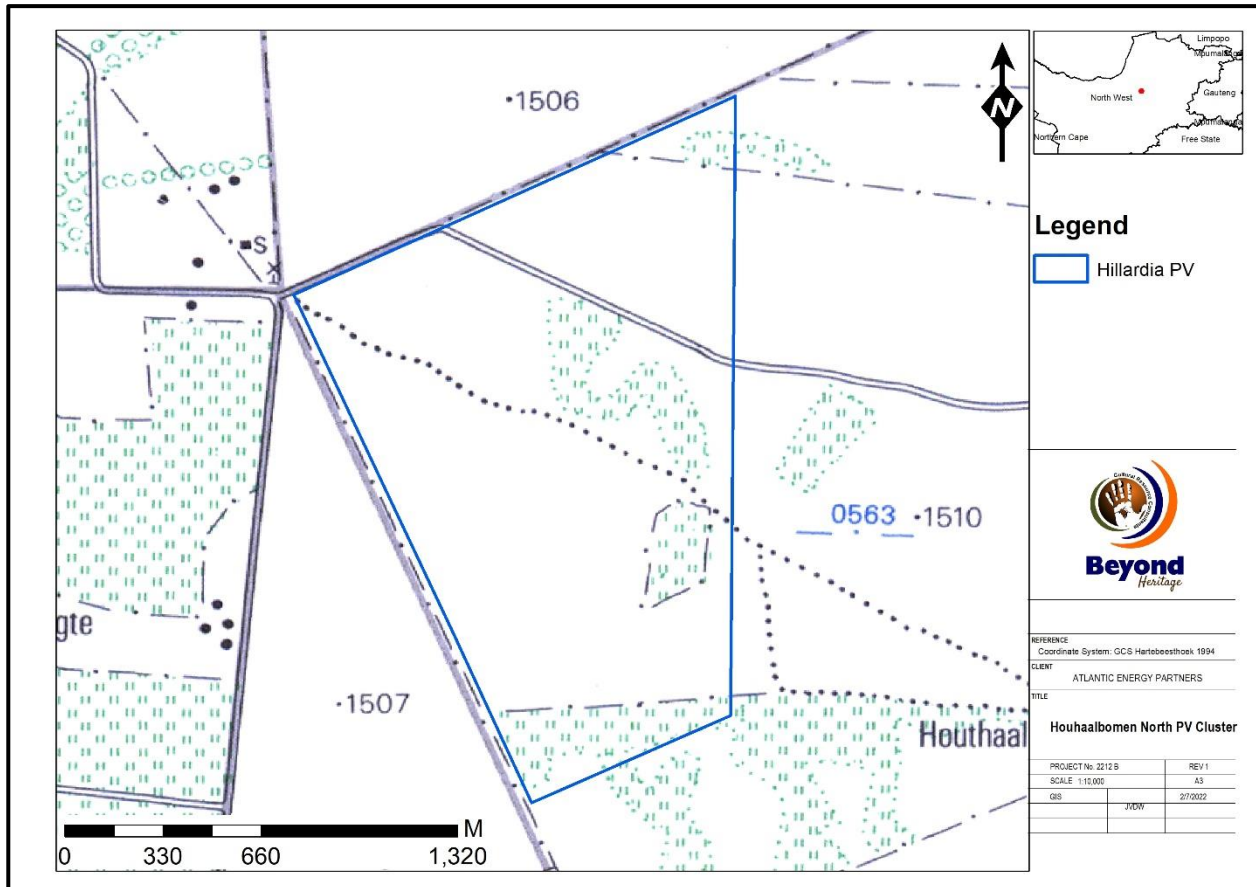 1506
S
gte
1507
0563
1510
Houthaal
M
0 330 660 1,320
N
Limpopo
Mpumalanga
North West
Gauteng
Mpumalanga
Northern Cape
Free State
Legend
Hillardia PV
Beyond
Heritage
REFERENCE
Coordinate System: GCS Hartebeesthoek 1994
CLIENT
ATLANTIC ENERGY PARTNERS
TITLE
Houhaalbomen North PV Cluster
PROJECT No. 2212 B REV 1
SCALE 1:10,000 A3
GIS JVDW 2/7/2022